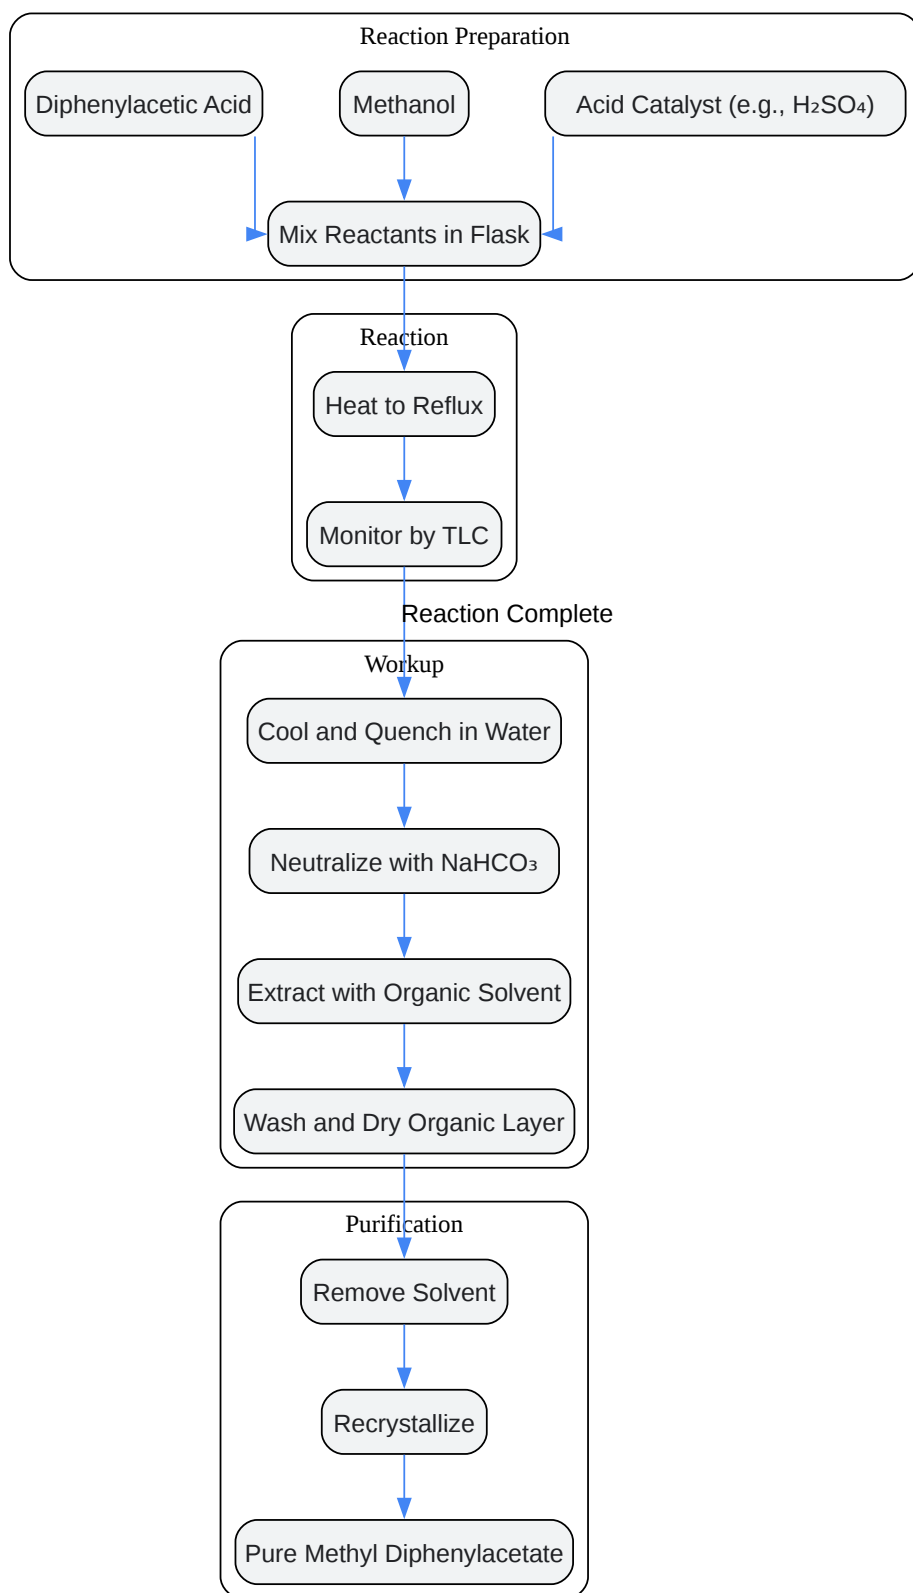 Reaction Preparation
Diphenylacetic Acid
Methanol
Acid Catalyst (e.g., H₂SO₄)
Mix Reactants in Flask
Reaction
Heat to Reflux
Monitor by TLC
Reaction Complete
Workup
Cool and Quench in Water
Neutralize with NaHCO₃
Extract with Organic Solvent
Wash and Dry Organic Layer
Purification
Remove Solvent
Recrystallize
Pure Methyl Diphenylacetate